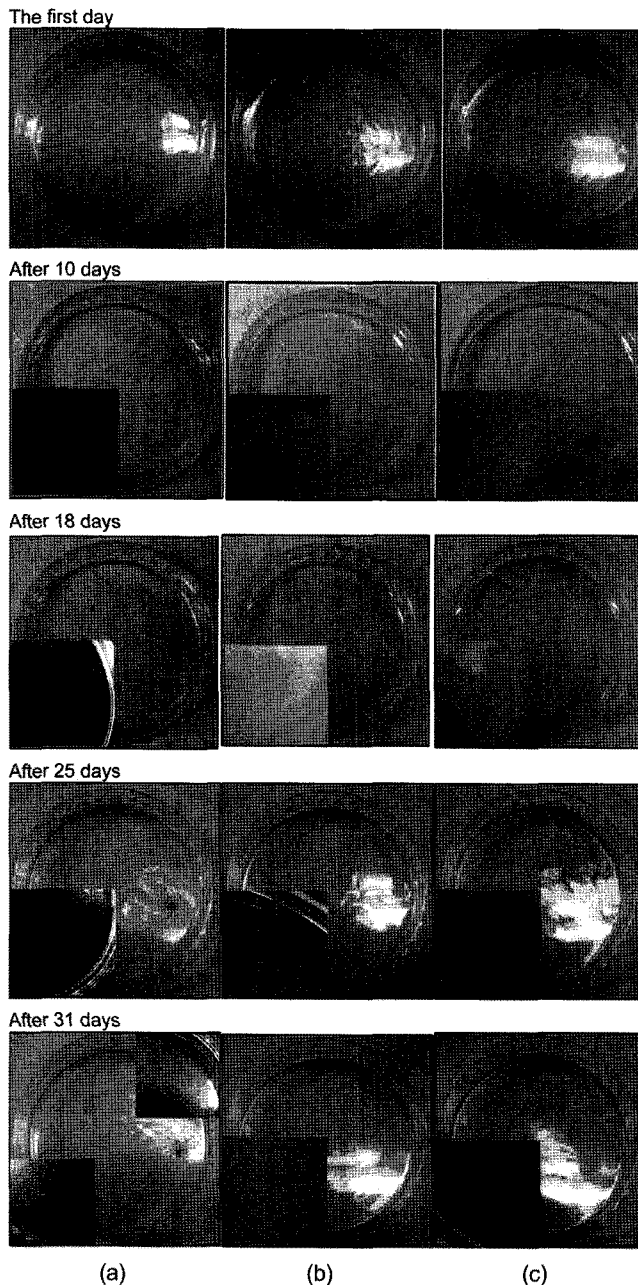 The first day
After 10 days
After 18 days
After 25 days
After 31 days
(a) (b) (c)